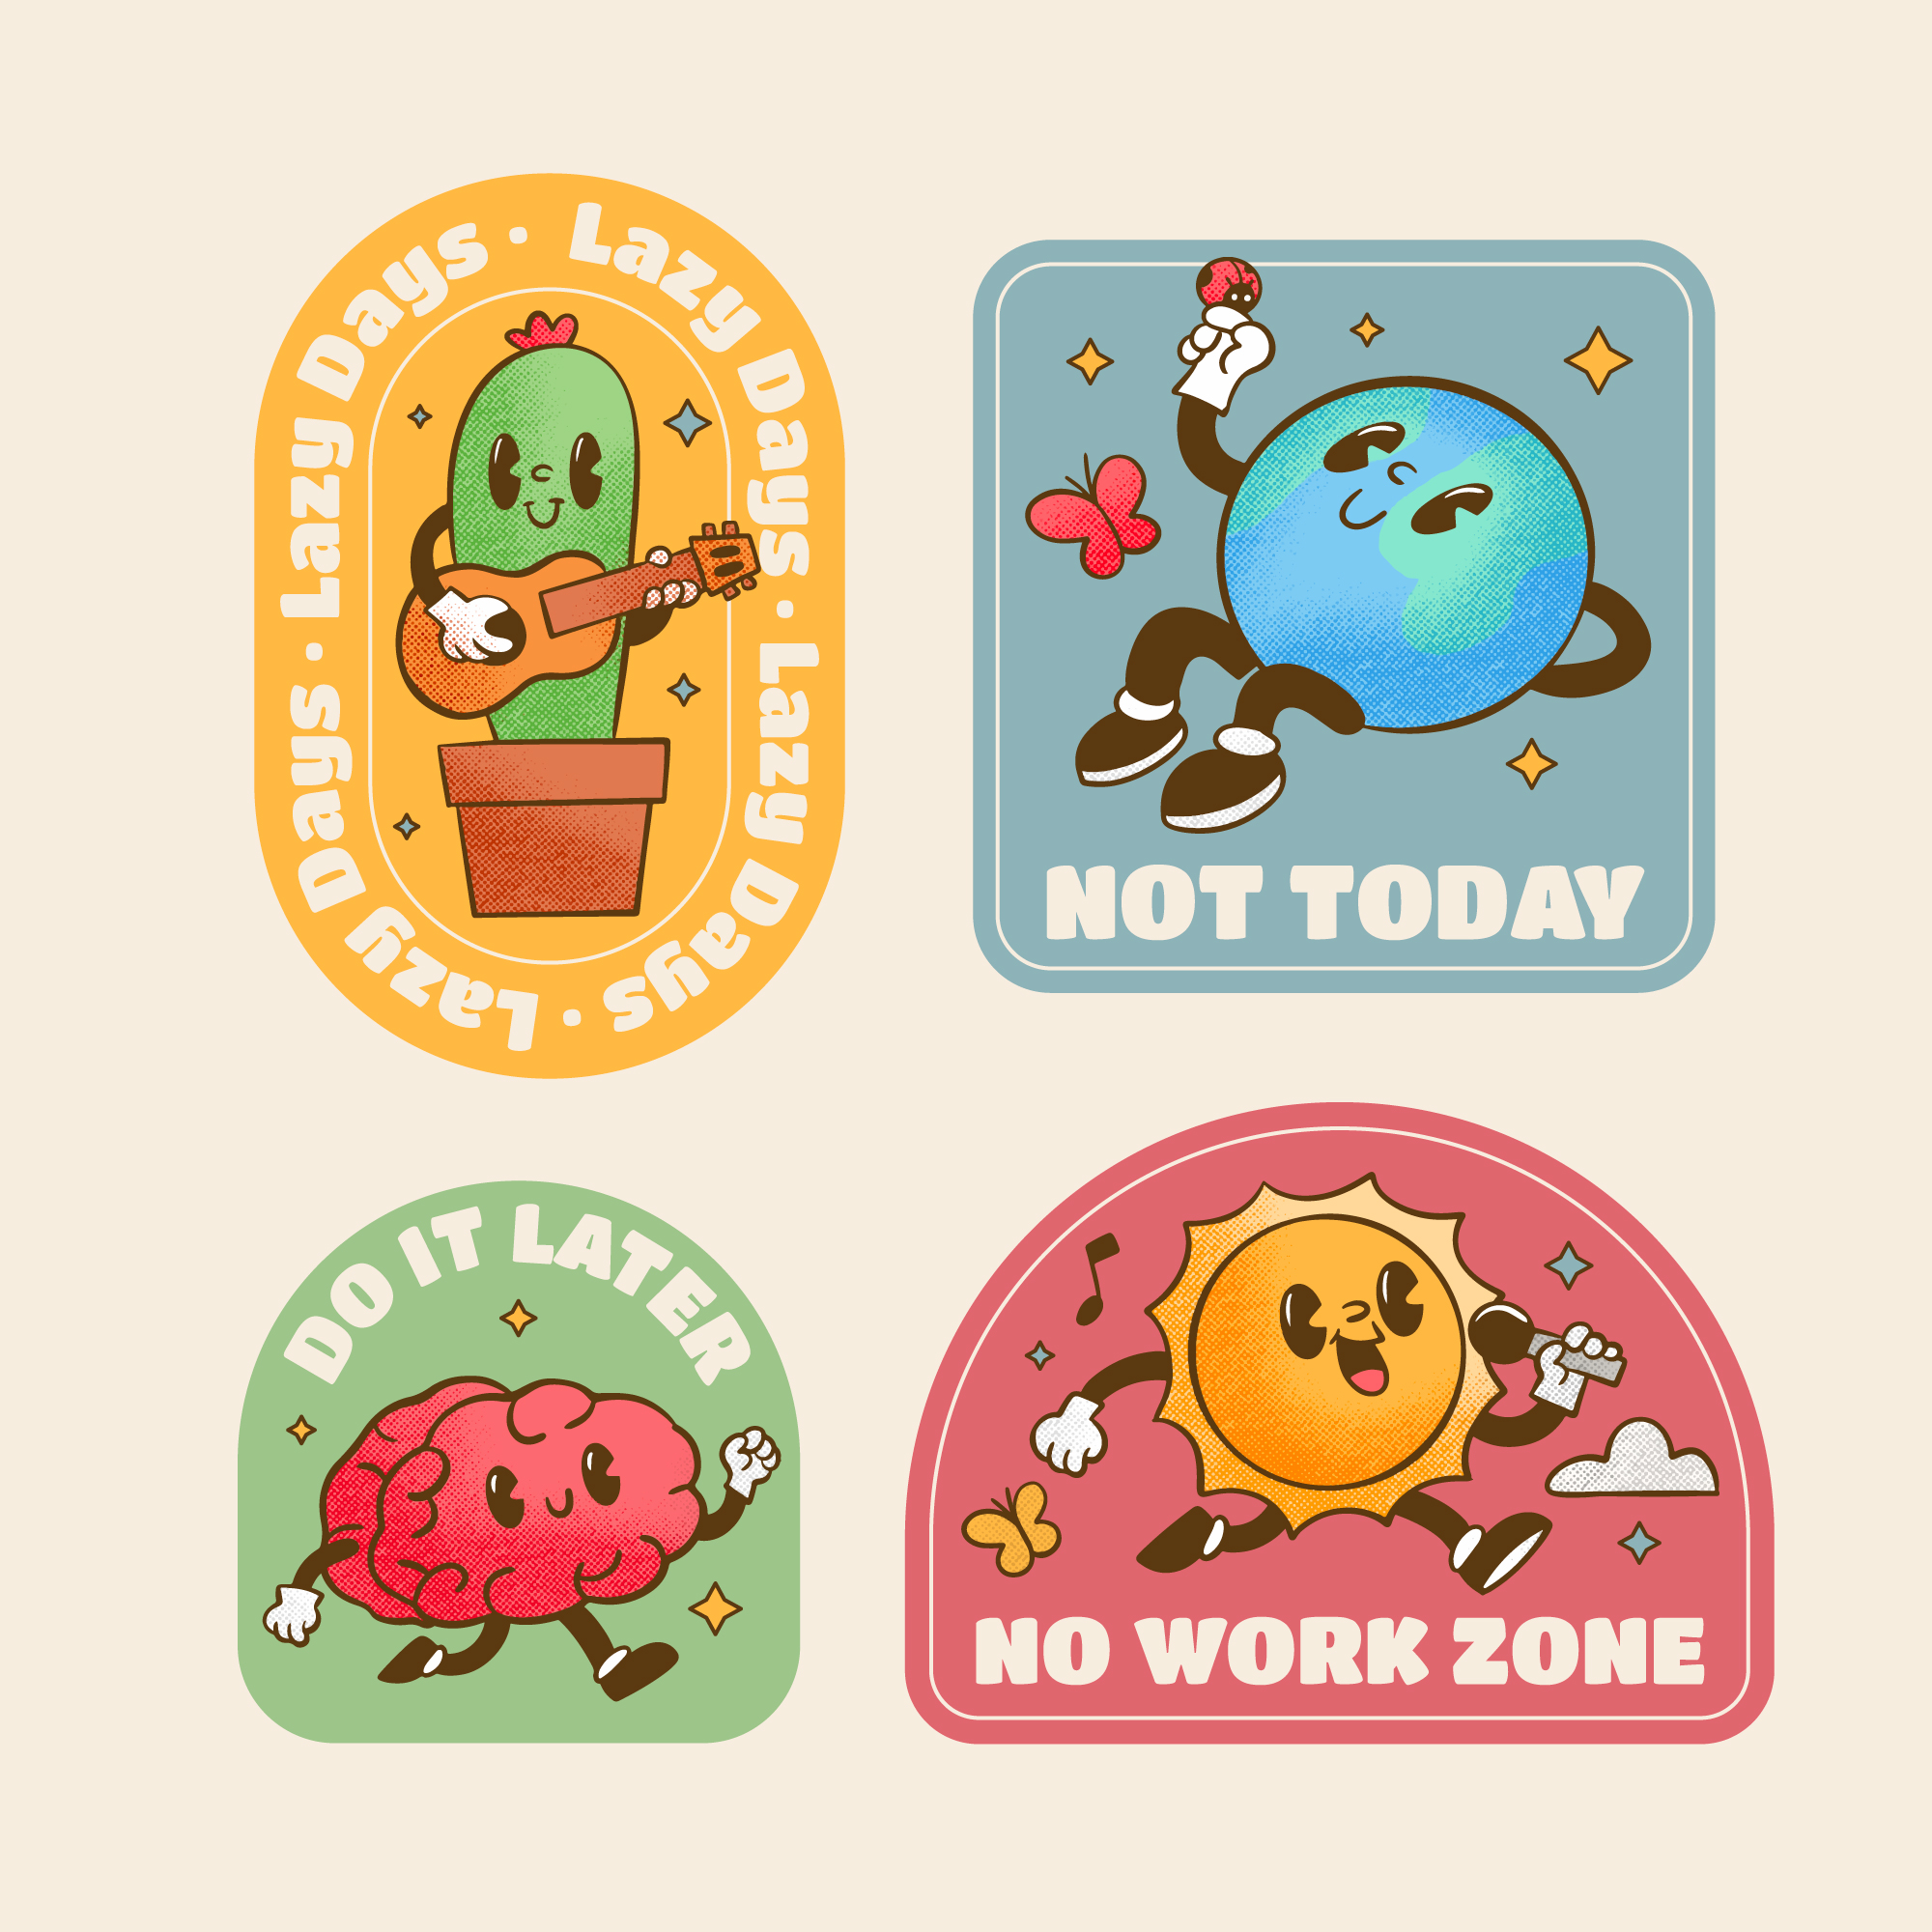 Lazy Days · Lazy Days · Lazy Days · Lazy Days ·
NOT TODAY
DO IT LATER
NO WORK ZONE